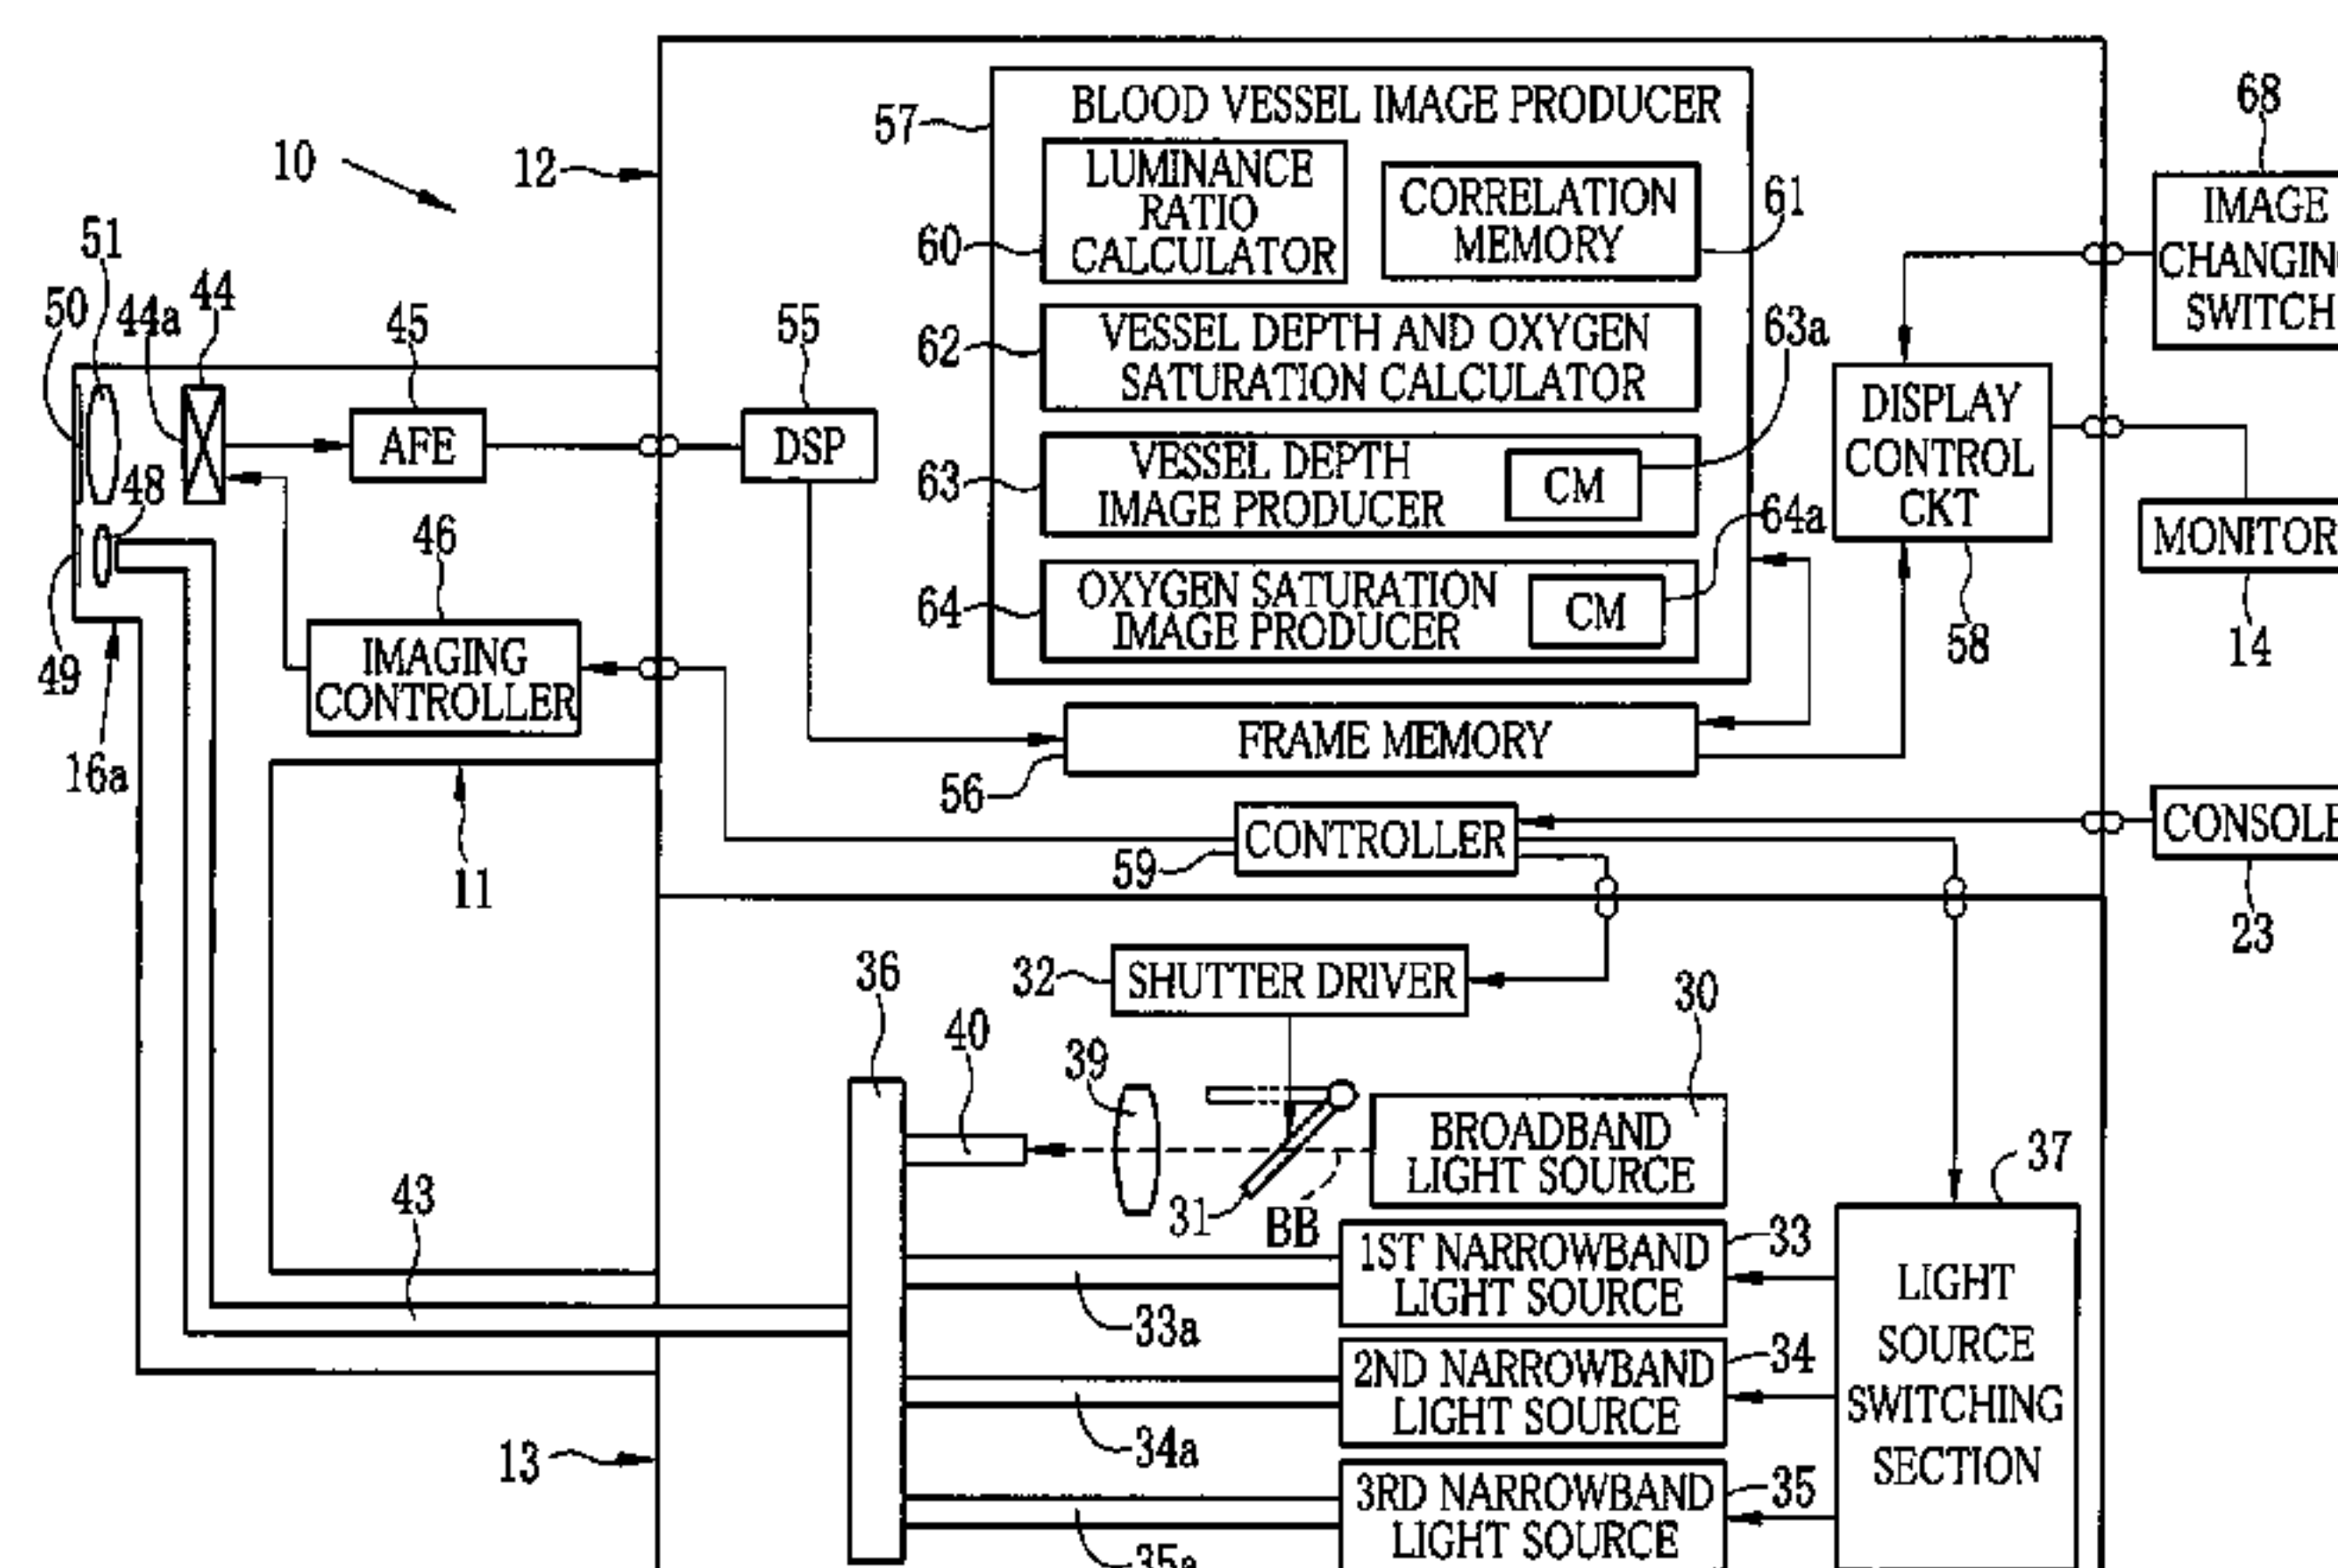 10
12
57
BLOOD VESSEL IMAGE PRODUCER
60
LUMINANCE
RATIO
CALCULATOR
CORRELATION
MEMORY
61
62
VESSEL DEPTH AND OXYGEN
SATURATION CALCULATOR
63
VESSEL DEPTH
IMAGE PRODUCER
CM
63a
64
OXYGEN SATURATION
IMAGE PRODUCER
CM
64a
68
IMAGE
CHANGING
SWITCH
DISPLAY
CONTROL
CKT
58
MONITOR
14
51
50
44a
44
45
AFE
55
DSP
48
49
46
IMAGING
CONTROLLER
16a
11
FRAME MEMORY
56
CONTROLLER
59
CONSOLE
23
36
32
SHUTTER DRIVER
40
39
31
BB
30
BROADBAND
LIGHT SOURCE
37
LIGHT
SOURCE
SWITCHING
SECTION
43
1ST NARROWBAND
LIGHT SOURCE
33
33a
2ND NARROWBAND
LIGHT SOURCE
34
34a
13
3RD NARROWBAND
LIGHT SOURCE
35
35a